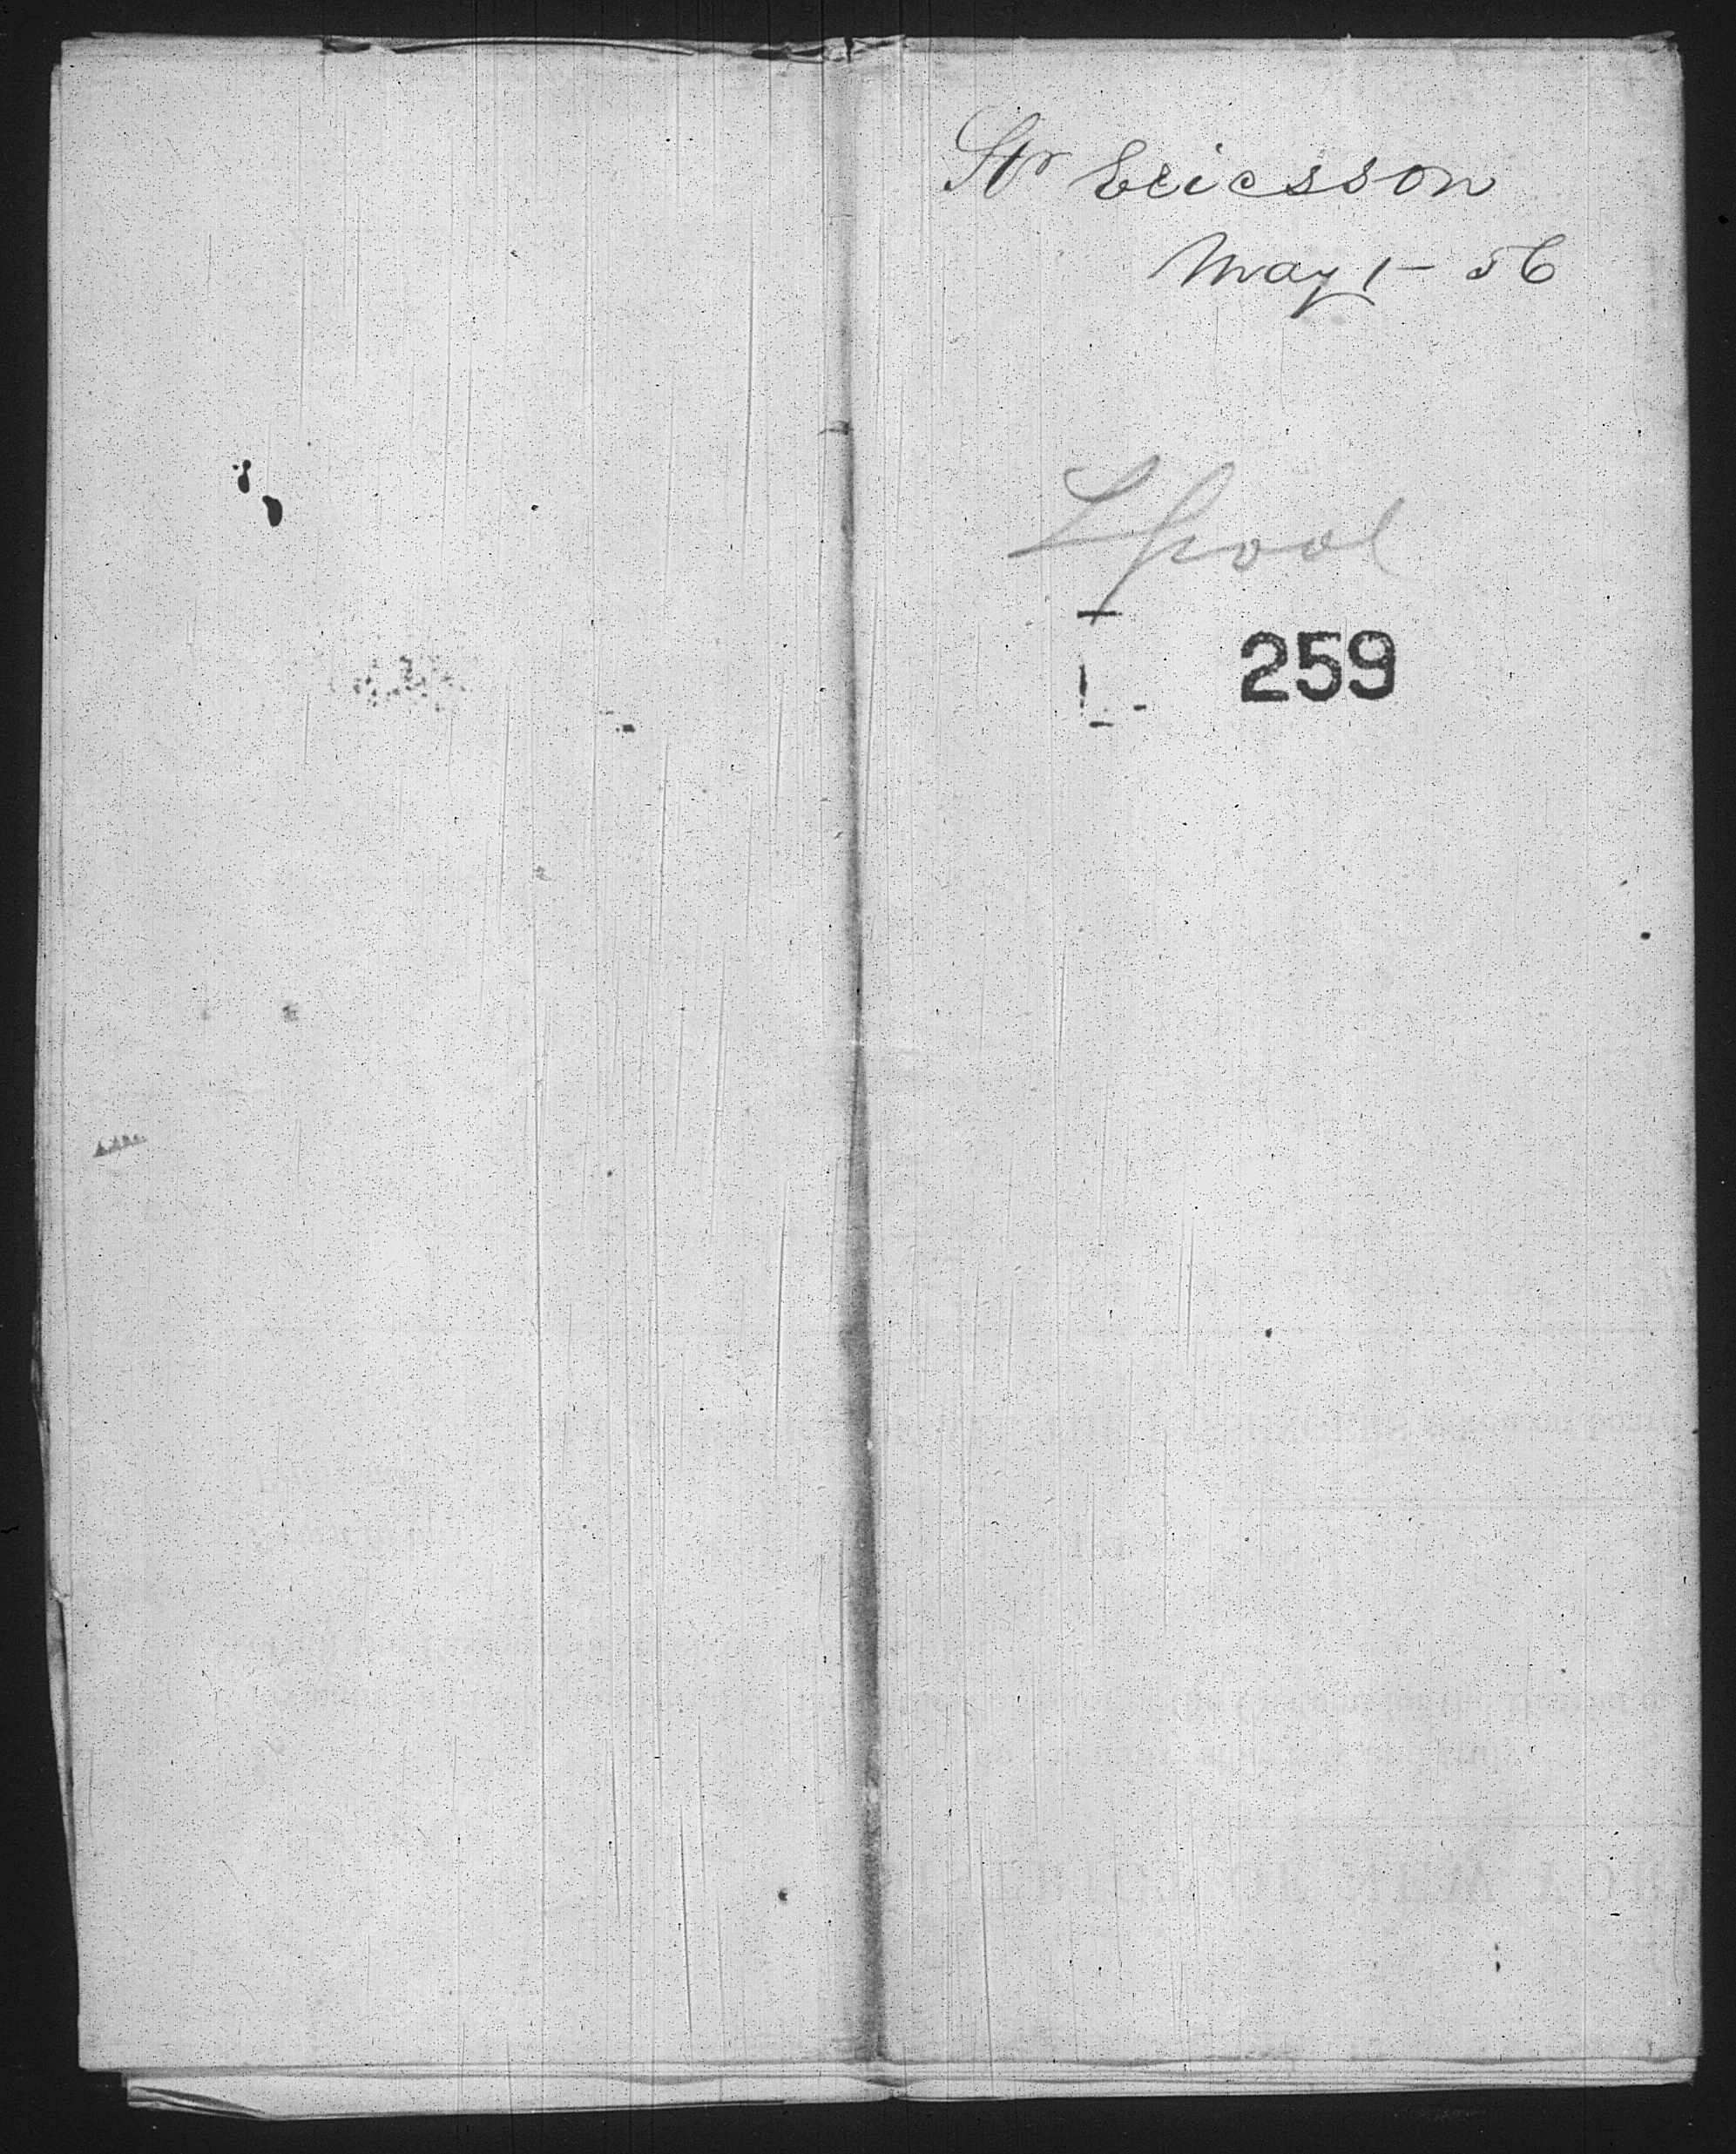 Str Ericsson
May 1 - 56
Lpool
259